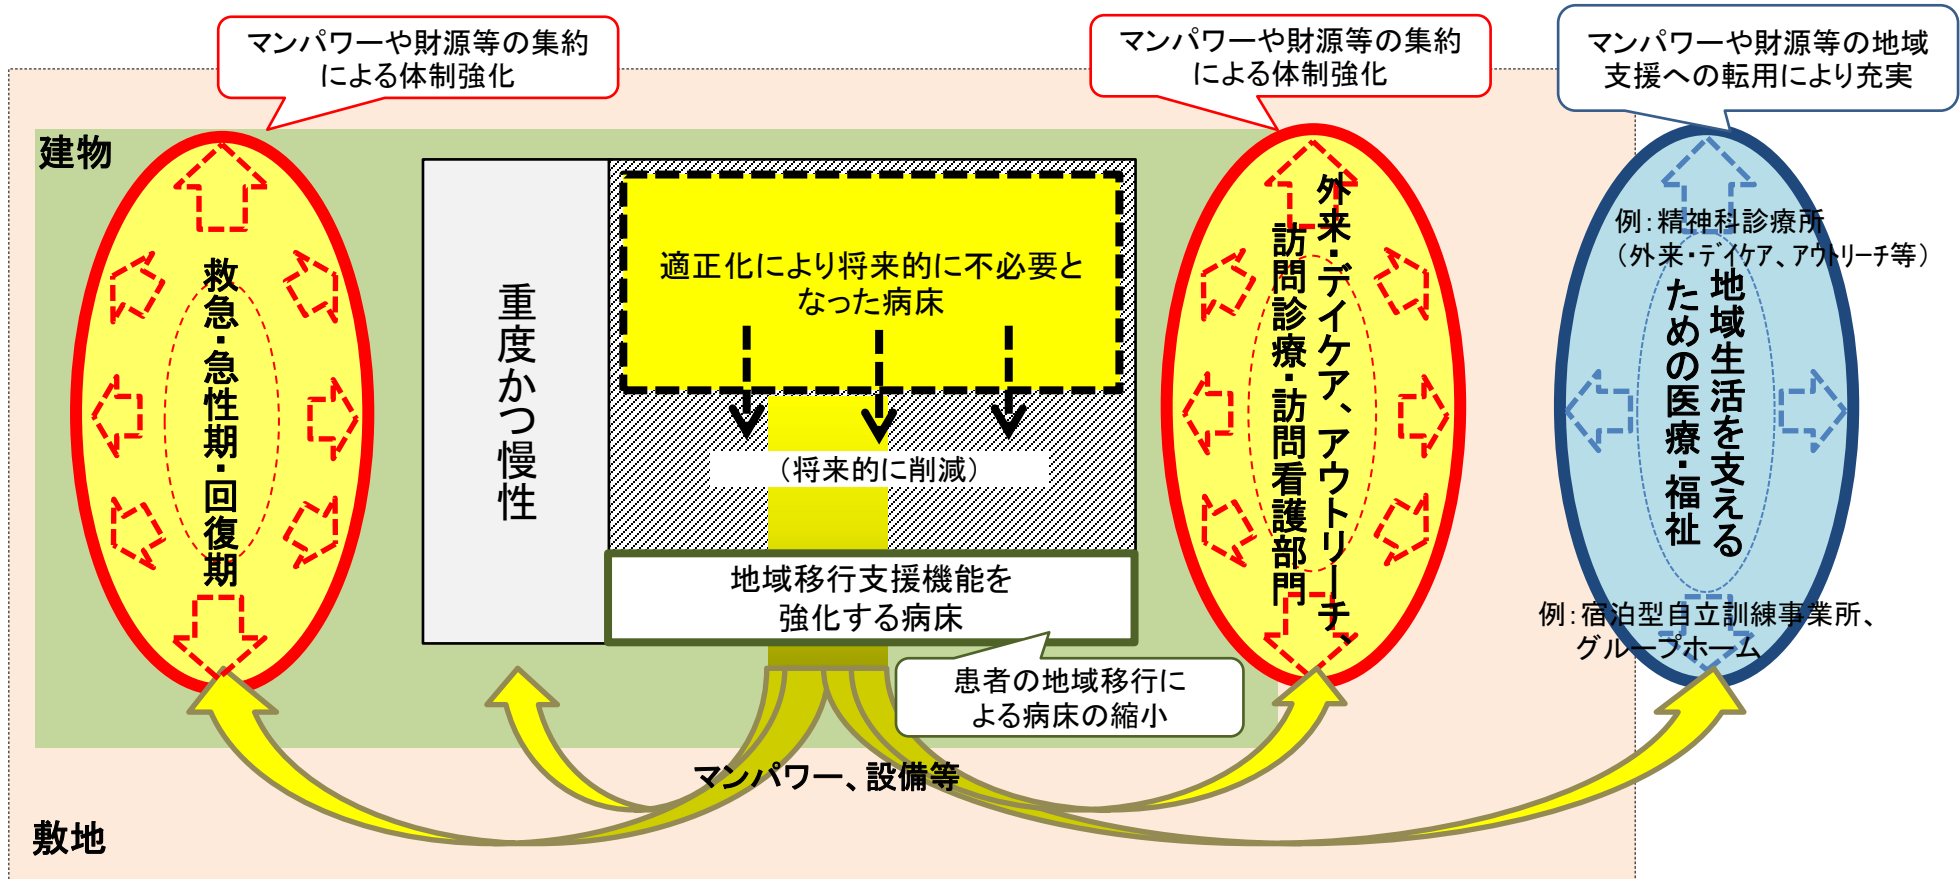 マンパワーや財源等の集約
による体制強化
マンパワーや財源等の集約
による体制強化
マンパワーや財源等の地域
支援への転用により充実
建物
救急・急性期・回復期
重度かつ慢性
適正化により将来的に不必要と
なった病床
（将来的に削減）
地域移行支援機能を
強化する病床
患者の地域移行に
よる病床の縮小
外来・デイケア、アウトリーチ、
訪問診療・訪問看護部門
例：精神科診療所
（外来・デイケア、アウトリーチ等）
地域生活を支える
ための医療・福祉
例：宿泊型自立訓練事業所、
グループホーム
マンパワー、設備等
敷地